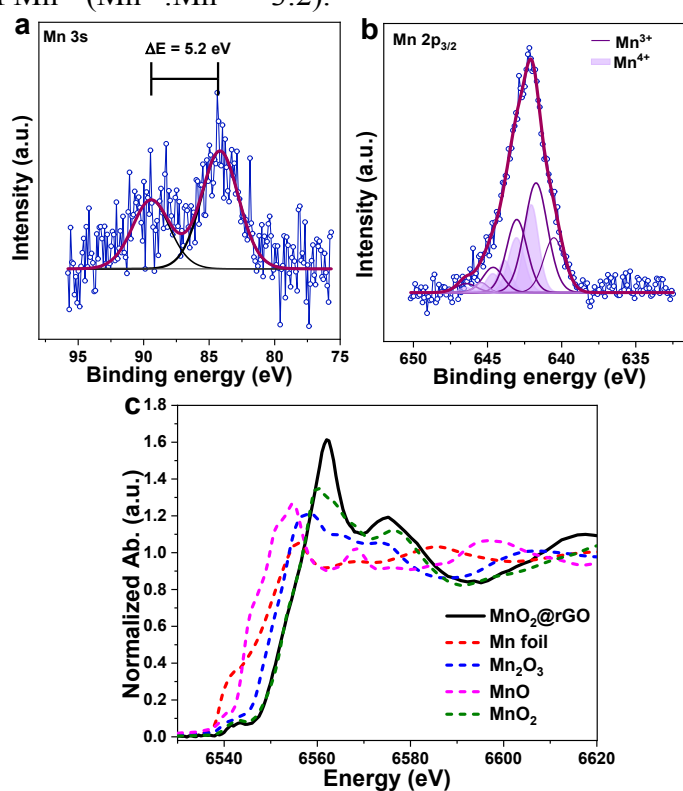 a
Mn 3s
ΔE = 5.2 eV
Intensity (a.u.)
95 90 85 80 75
Binding energy (eV)
b
Mn 2p3/2
Mn3+
Mn4+
Intensity (a.u.)
650 645 640 635
Binding energy (eV)
c
1.8
1.6
1.4
1.2
1.0
0.8
0.6
0.4
0.2
0.0
Normalized Ab. (a.u.)
MnO2@rGO
Mn foil
Mn2O3
MnO
MnO2
6540 6560 6580 6600 6620
Energy (eV)